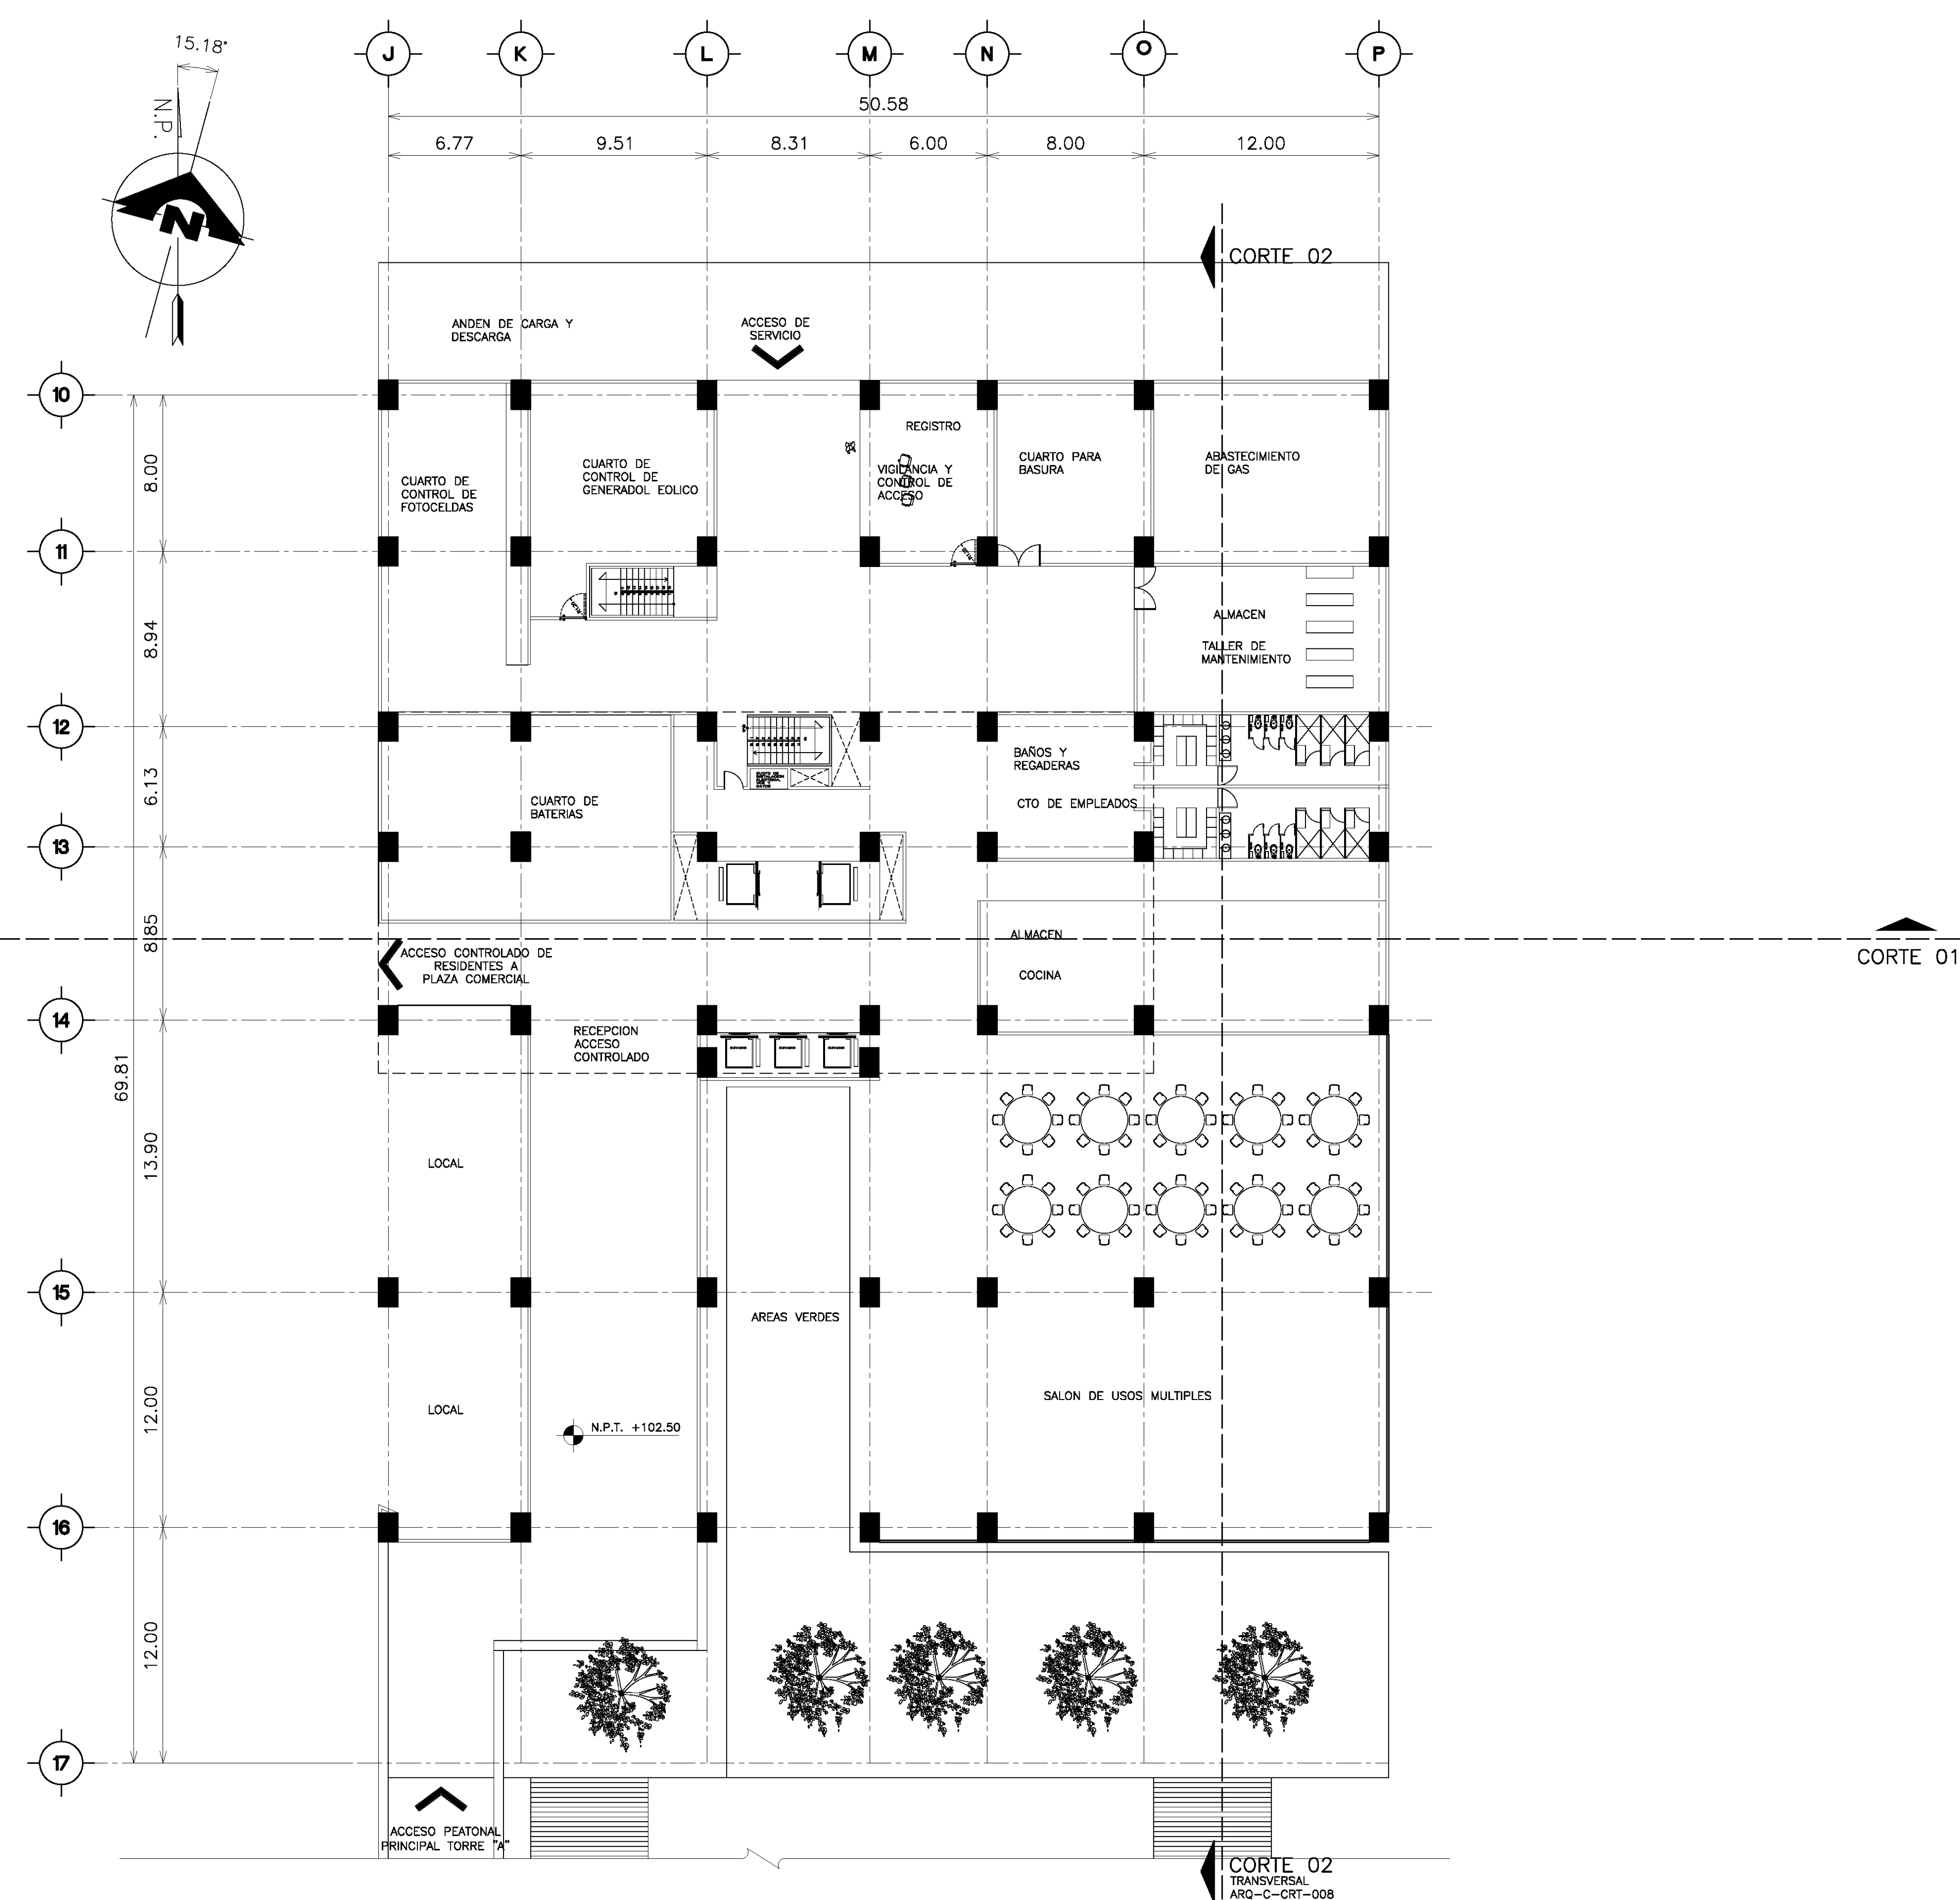 15.18°
N.P.
N
J
K
L
M
N
O
P
50.58
6.77
9.51
8.31
6.00
8.00
12.00
CORTE 02
ANDEN DE CARGA Y
DESCARGA
ACCESO DE
SERVICIO
10
11
12
13
14
15
16
17
8.00
8.94
6.13
8.85
13.90
12.00
12.00
69.81
REGISTRO
CUARTO DE
CONTROL DE
FOTOCELDAS
CUARTO DE
CONTROL DE
GENERADOL EOLICO
VIGILANCIA Y
CONTROL DE
ACCESO
CUARTO PARA
BASURA
ABASTECIMIENTO
DE GAS
ALMACEN
TALLER DE
MANTENIMIENTO
BAÑOS Y
REGADERAS
CTO DE EMPLEADOS
CUARTO DE
BATERIAS
ALMACEN
COCINA
ACCESO CONTROLADO DE
RESIDENTES A
PLAZA COMERCIAL
CORTE 01
RECEPCION
ACCESO
CONTROLADO
ELEVADOR
ELEVADOR
ELEVADOR
LOCAL
AREAS VERDES
SALON DE USOS MULTIPLES
LOCAL
N.P.T. +102.50
ACCESO PEATONAL
PRINCIPAL TORRE "A"
CORTE 02
TRANSVERSAL
ARQ-C-CRT-008